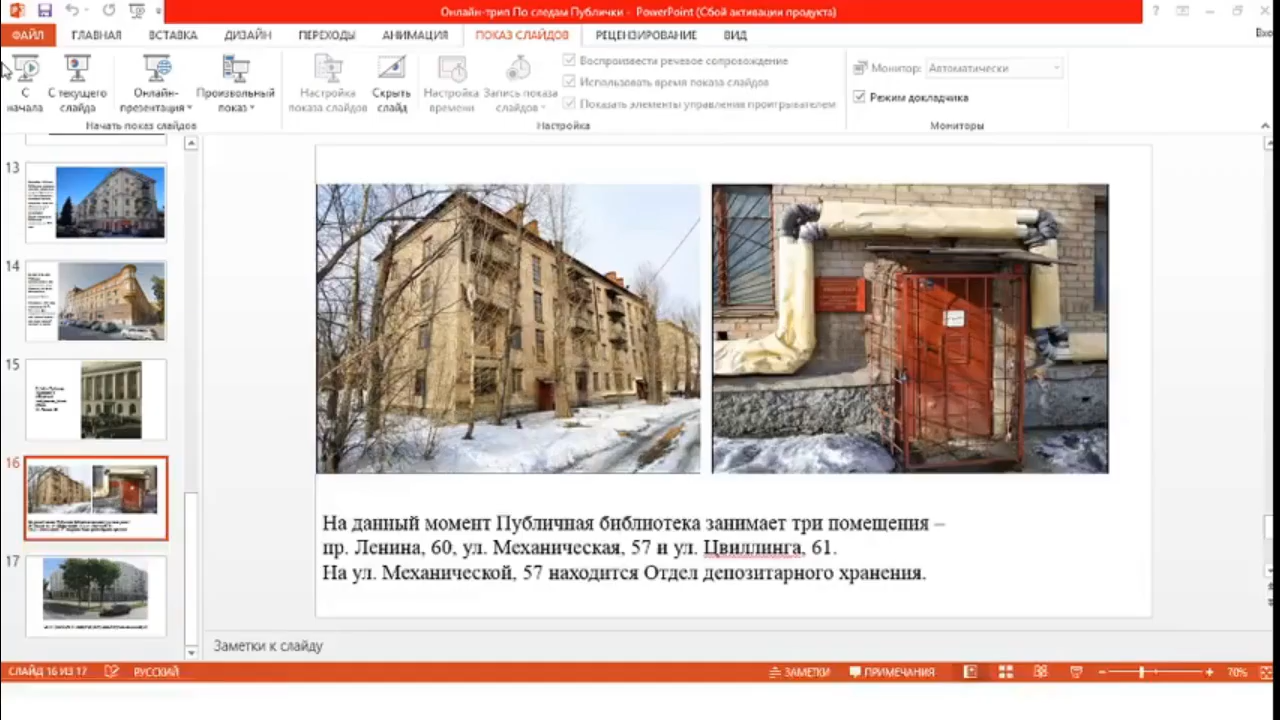 Онлайн-трип По следам Публички - PowerPoint (Сбой активации продукта)
ФАЙЛ ГЛАВНАЯ ВСТАВКА ДИЗАЙН ПЕРЕХОДЫ АНИМАЦИЯ ПОКАЗ СЛАЙДОВ РЕЦЕНЗИРОВАНИЕ ВИД Вхо
С начала
С текущего слайда
Онлайн-презентация
Произвольный показ
Начать показ слайдов
Настройка показа слайдов
Скрыть слайд
Настройка времени
Запись показа слайдов
Воспроизвести речевое сопровождение
Использовать время показа слайдов
Показать элементы управления проигрывателем
Настройка
Монитор: Автоматически
Режим докладчика
Мониторы
13
14
15
16
17
На данный момент Публичная библиотека занимает три помещения –
пр. Ленина, 60, ул. Механическая, 57 и ул. Цвиллинга, 61.
На ул. Механической, 57 находится Отдел депозитарного хранения.
Заметки к слайду
СЛАЙД 16 ИЗ 17 РУССКИЙ ЗАМЕТКИ ПРИМЕЧАНИЯ 70%